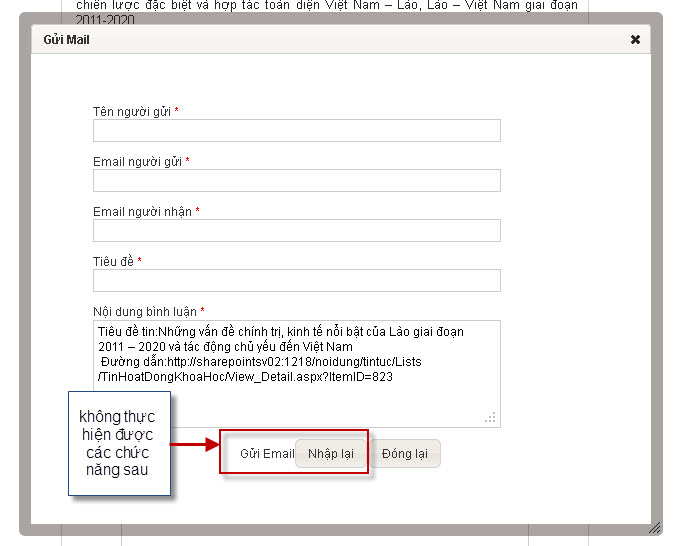 chiến lược đặc biệt và hợp tác toàn diện Việt Nam – Lào, Lào – Việt Nam giai đoạn
2011-2020
Gửi Mail
Tên người gửi *
Email người gửi *
Email người nhận *
Tiêu đề *
Nội dung bình luận *
Tiêu đề tin:Những vấn đề chính trị, kinh tế nổi bật của Lào giai đoạn
2011 – 2020 và tác động chủ yếu đến Việt Nam
Đường dẫn:http://sharepointsv02:1218/noidung/tintuc/Lists
/TinHoatDongKhoaHoc/View_Detail.aspx?ItemID=823
không thực
hiện được
các chức
năng sau
Gửi Email Nhập lại Đóng lại